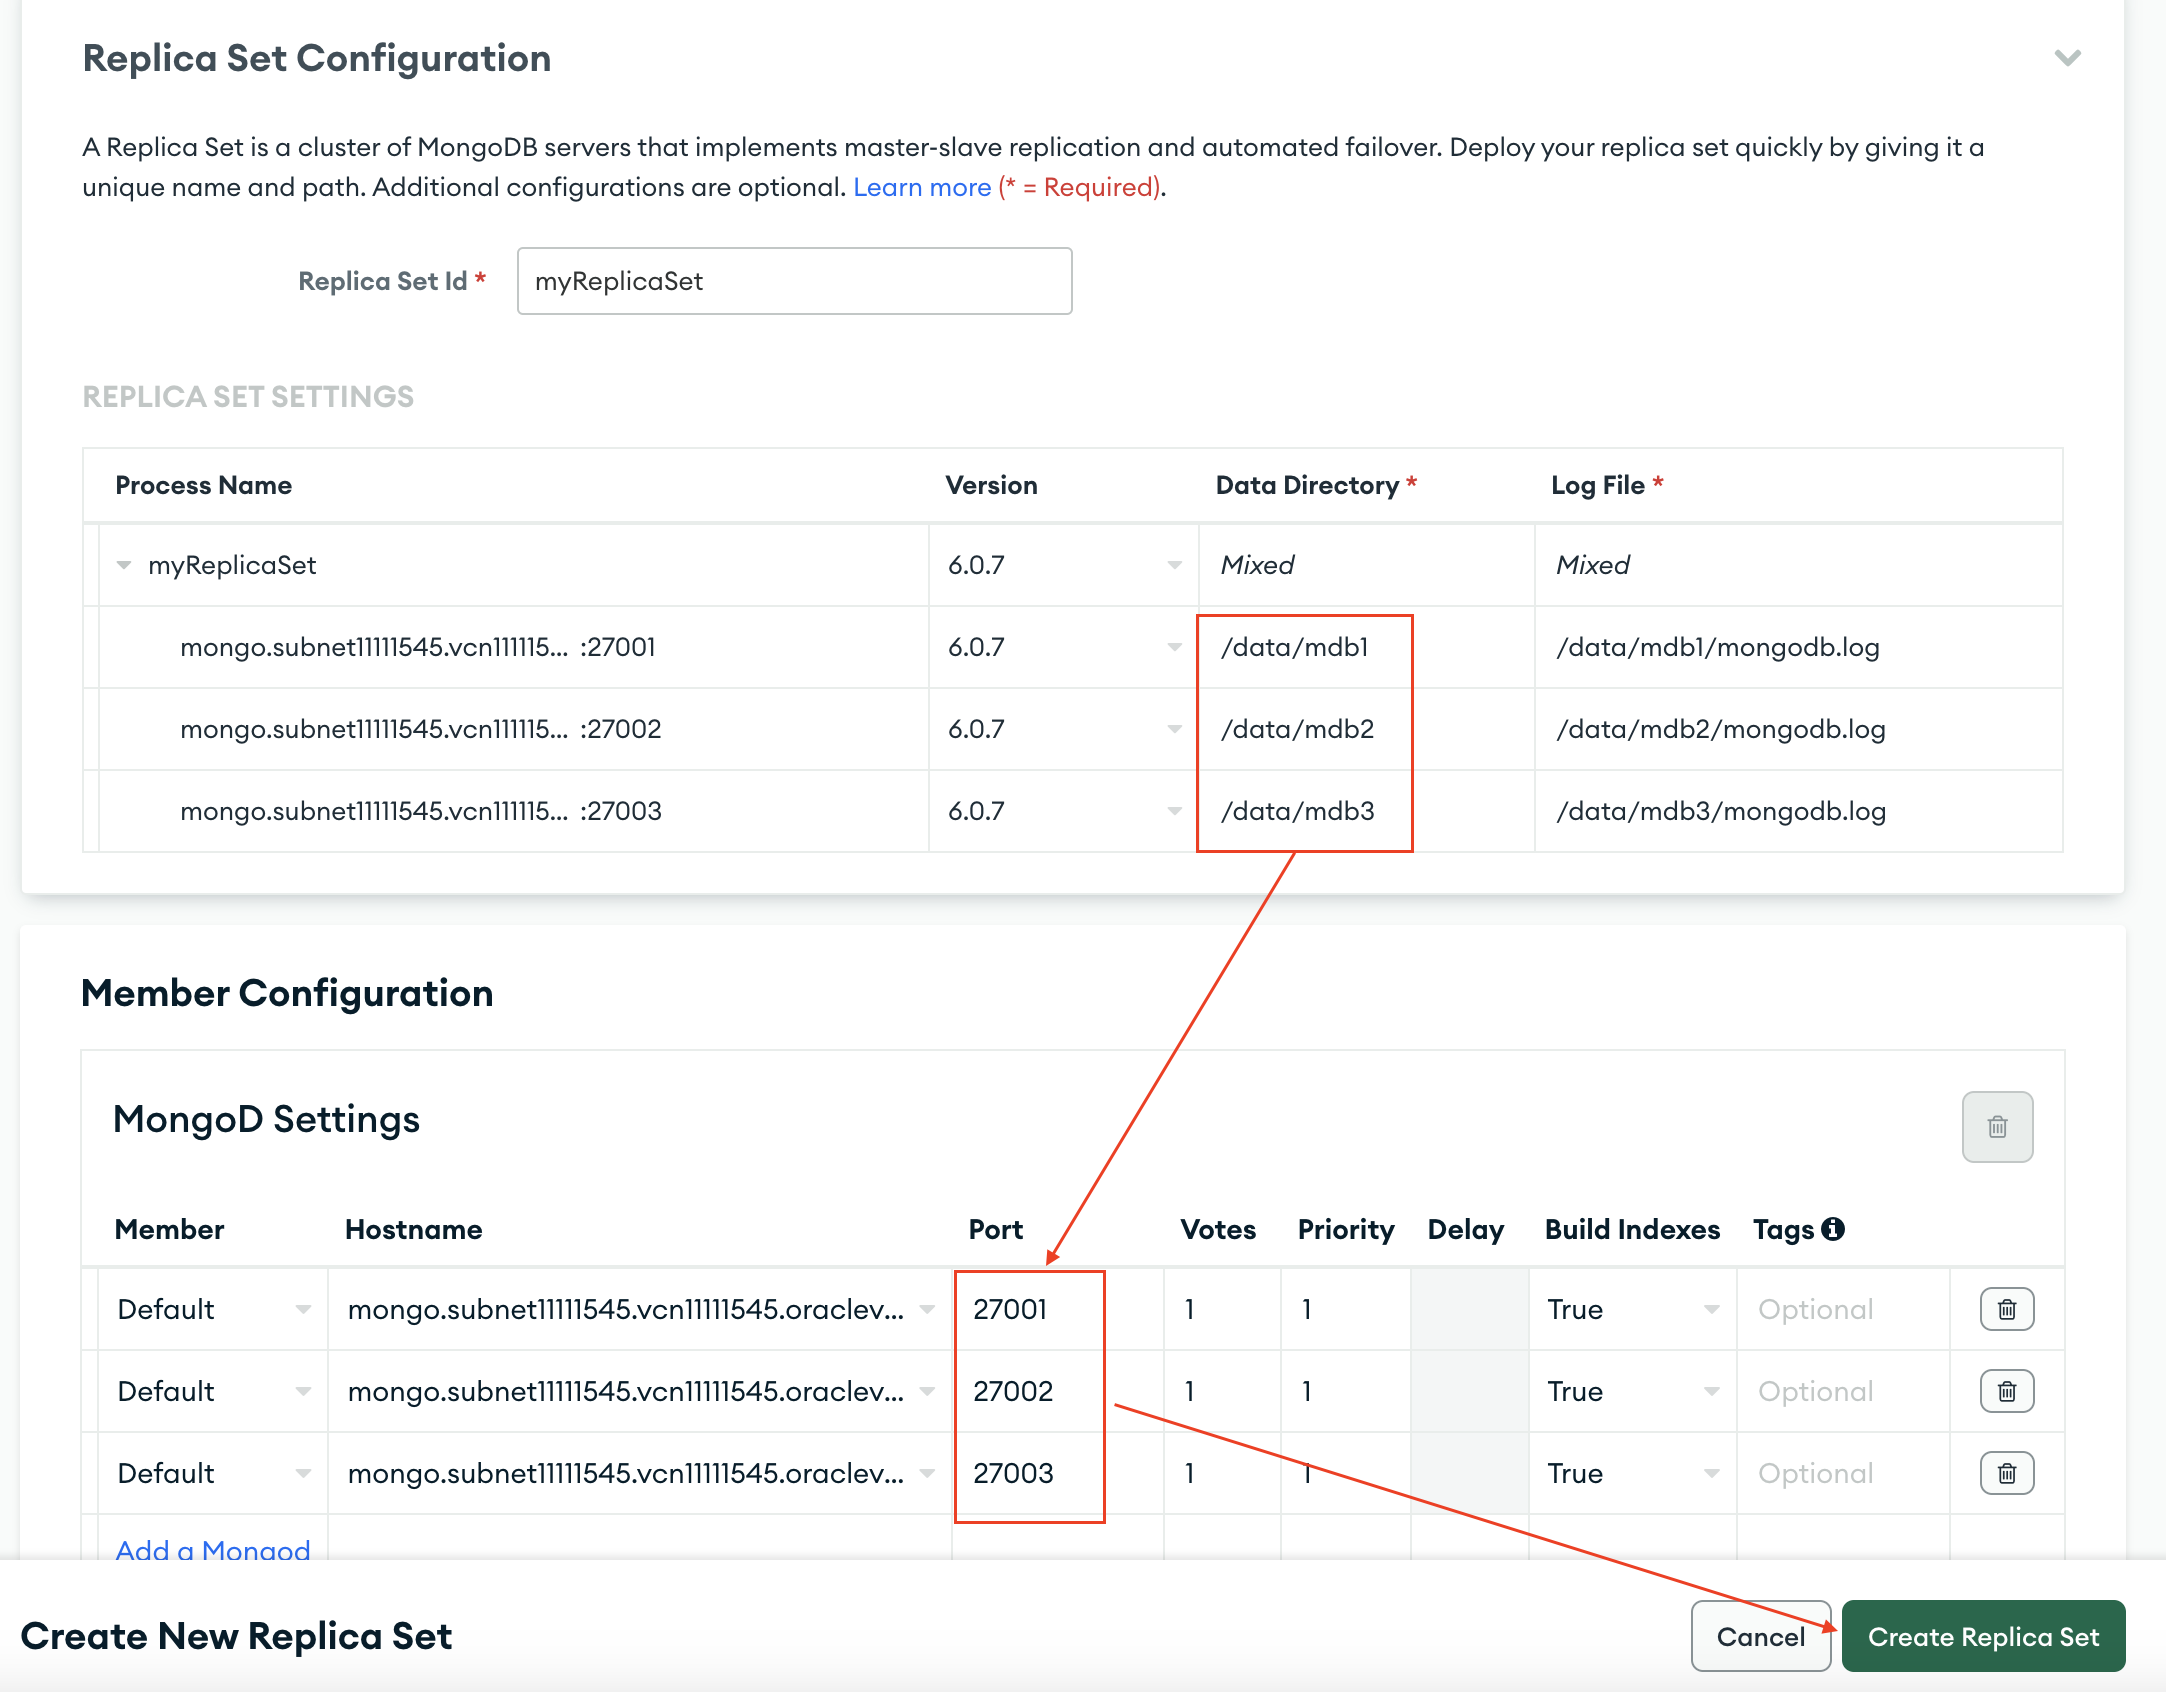 Replica Set Configuration
A Replica Set is a cluster of MongoDB servers that implements master-slave replication and automated failover. Deploy your replica set quickly by giving it a
unique name and path. Additional configurations are optional. Learn more (* = Required).
Replica Set Id * myReplicaSet
REPLICA SET SETTINGS
Process Name Version Data Directory * Log File *
myReplicaSet 6.0.7 Mixed Mixed
mongo.subnet11111545.vcn111115... :27001 6.0.7 /data/mdb1 /data/mdb1/mongodb.log
mongo.subnet11111545.vcn111115... :27002 6.0.7 /data/mdb2 /data/mdb2/mongodb.log
mongo.subnet11111545.vcn111115... :27003 6.0.7 /data/mdb3 /data/mdb3/mongodb.log
Member Configuration
MongoD Settings
Member Hostname Port Votes Priority Delay Build Indexes Tags
Default mongo.subnet11111545.vcn11111545.oraclev... 27001 1 1 True Optional
Default mongo.subnet11111545.vcn11111545.oraclev... 27002 1 1 True Optional
Default mongo.subnet11111545.vcn11111545.oraclev... 27003 1 1 True Optional
Add a Mongod
Create New Replica Set Cancel Create Replica Set